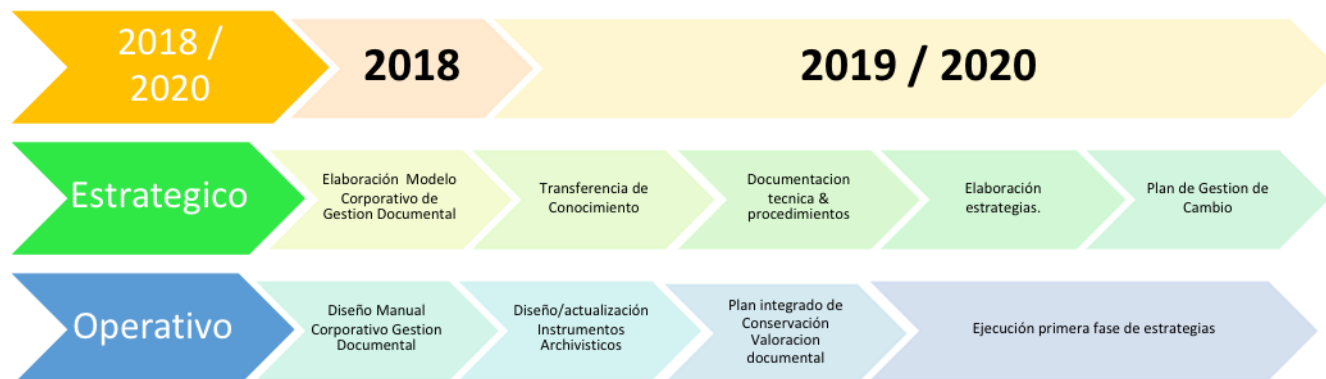 2018 /
2020
2018
2019 / 2020
Estrategico
Elaboración Modelo
Corporativo de
Gestion Documental
Transferencia de
Conocimiento
Documentacion
tecnica &
procedimientos
Elaboración
estrategias.
Plan de Gestion de
Cambio
Operativo
Diseño Manual
Corporativo Gestion
Documental
Diseño/actualización
Instrumentos
Archivisticos
Plan integrado de
Conservación
Valoracion
documental
Ejecución primera fase de estrategias